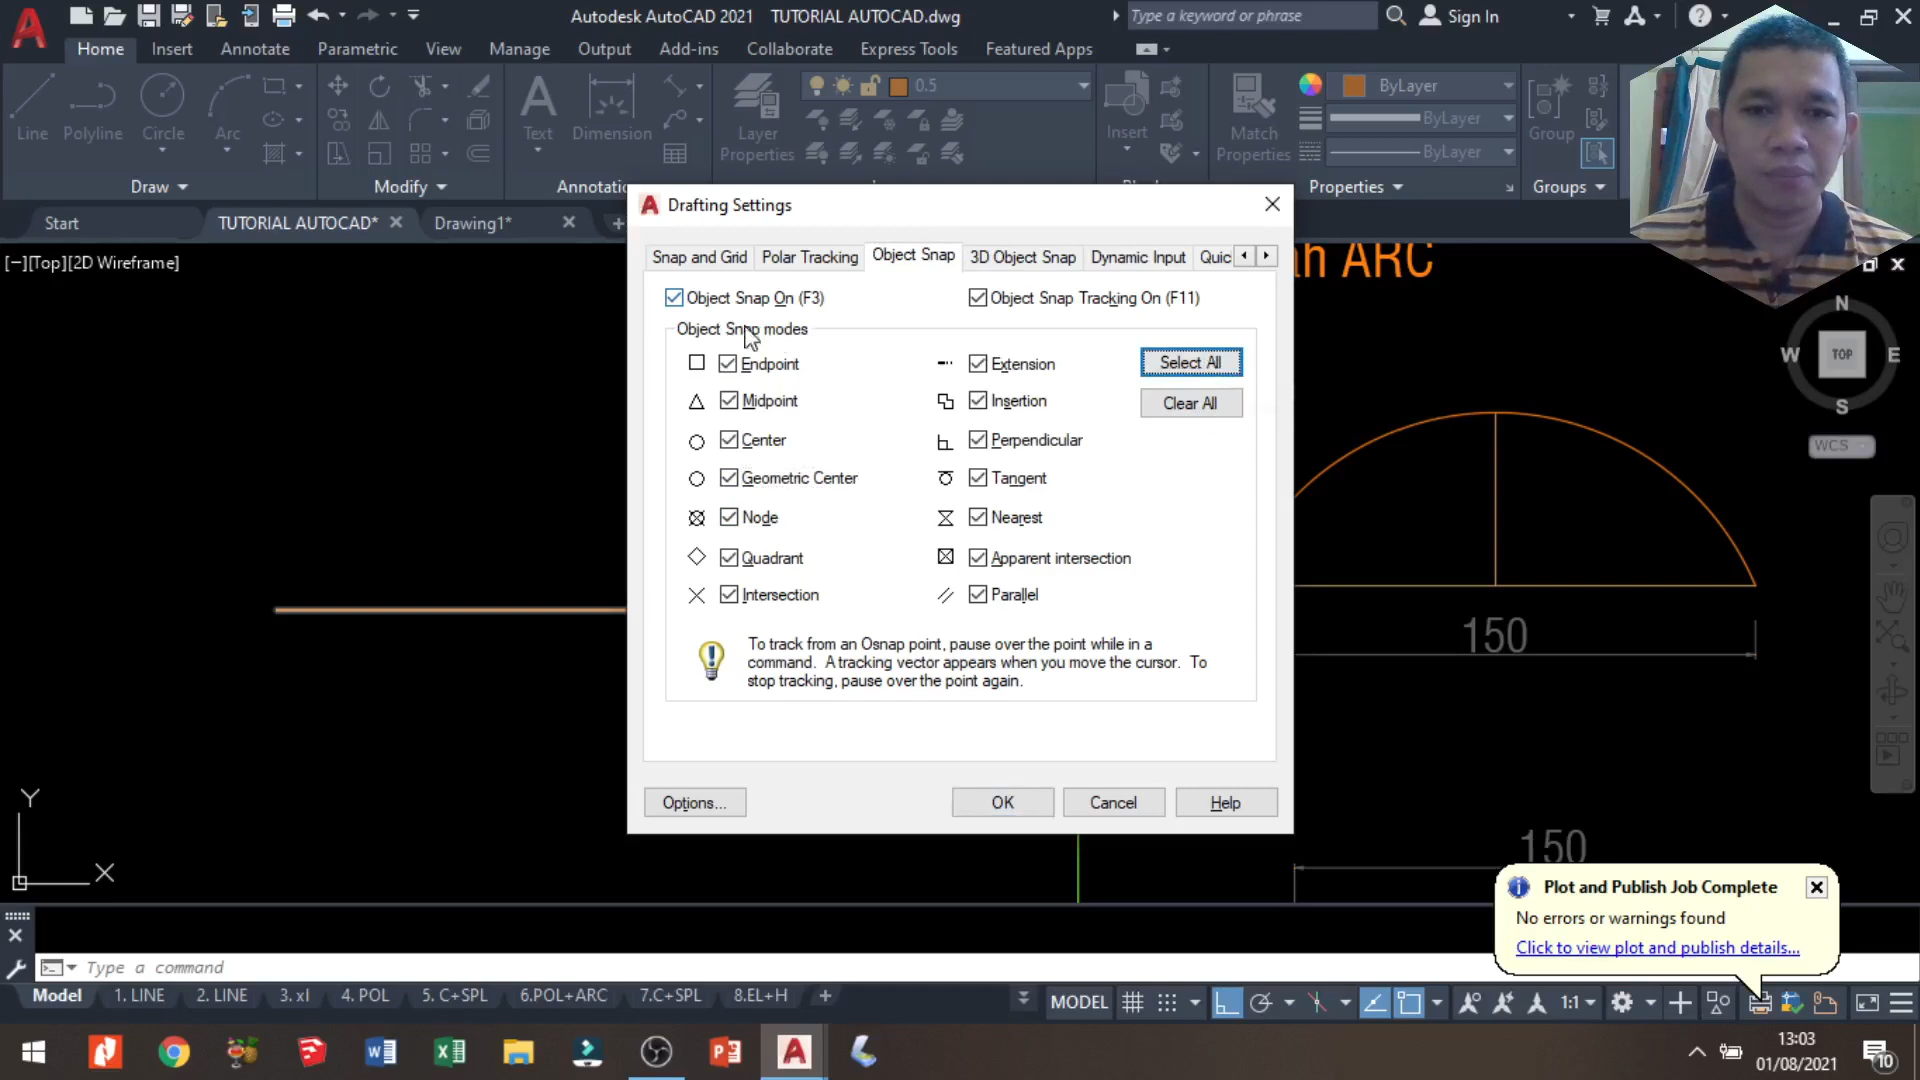 Autodesk AutoCAD 2021 TUTORIAL AUTOCAD.dwg
Type a keyword or phrase
Sign In
Home Insert Annotate Parametric View Manage Output Add-ins Collaborate Express Tools Featured Apps
0.5
ByLayer
Line Polyline Circle Arc
Text Dimension
Layer
Properties
Insert
Match
Properties
ByLayer
ByLayer
Group
Draw Modify Annotatio Properties Groups
Start TUTORIAL AUTOCAD* Drawing1*
[−][Top][2D Wireframe]
Drafting Settings
Snap and Grid Polar Tracking Object Snap 3D Object Snap Dynamic Input Quic
Object Snap On (F3) Object Snap Tracking On (F11)
Object Snap modes
Endpoint Extension Select All
Midpoint Insertion Clear All
Center Perpendicular
Geometric Center Tangent
Node Nearest
Quadrant Apparent intersection
Intersection Parallel
To track from an Osnap point, pause over the point while in a
command. A tracking vector appears when you move the cursor. To
stop tracking, pause over the point again.
Options... OK Cancel Help
ARC
N
W TOP E
S
WCS
150
150
Y
X
Plot and Publish Job Complete
No errors or warnings found
Click to view plot and publish details...
Type a command
Model 1. LINE 2. LINE 3. xl 4. POL 5. C+SPL 6.POL+ARC 7.C+SPL 8.EL+H
MODEL 1:1
13:03
01/08/2021
10